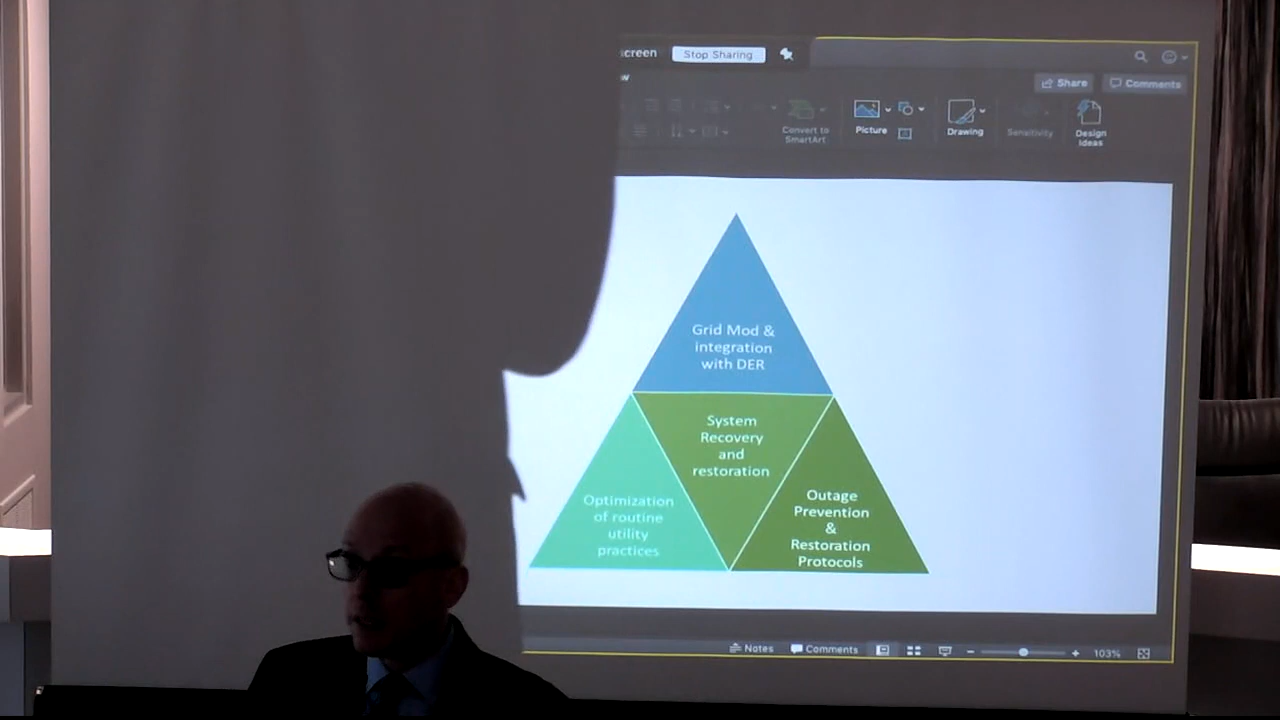 screen
Stop Sharing
w
Share
Comments
Convert to
SmartArt
Picture
Drawing
Sensitivity
Design
Ideas
Grid Mod &
integration
with DER
System
Recovery
and
restoration
Optimization
of routine
utility
practices
Outage
Prevention
&
Restoration
Protocols
Notes
Comments
103%